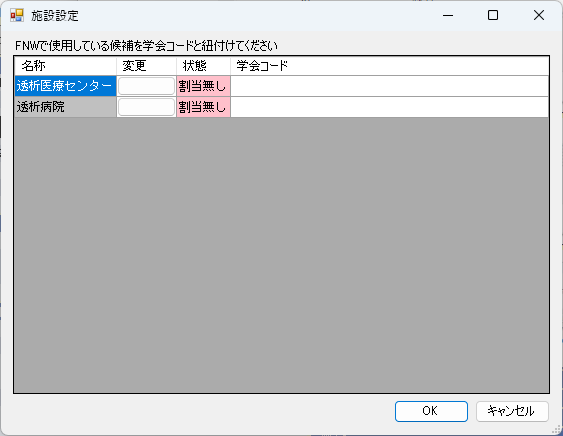 施設設定
FNWで使用している候補を学会コードと紐付けてください
名称 変更 状態 学会コード
透析医療センター 割当無し
透析病院 割当無し
OK キャンセル